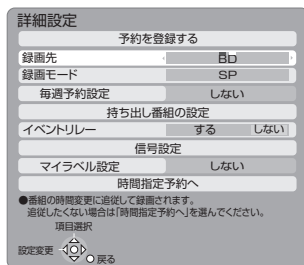 詳細設定
予約を登録する
録画先 BD
録画モード SP
毎週予約設定 しない
持ち出し番組の設定
イベントリレー する しない
信号設定
マイラベル設定 しない
時間指定予約へ
●番組の時間変更に追従して録画されます。
追従したくない場合は「時間指定予約へ」を選んでください。
項目選択
設定変更 戻る